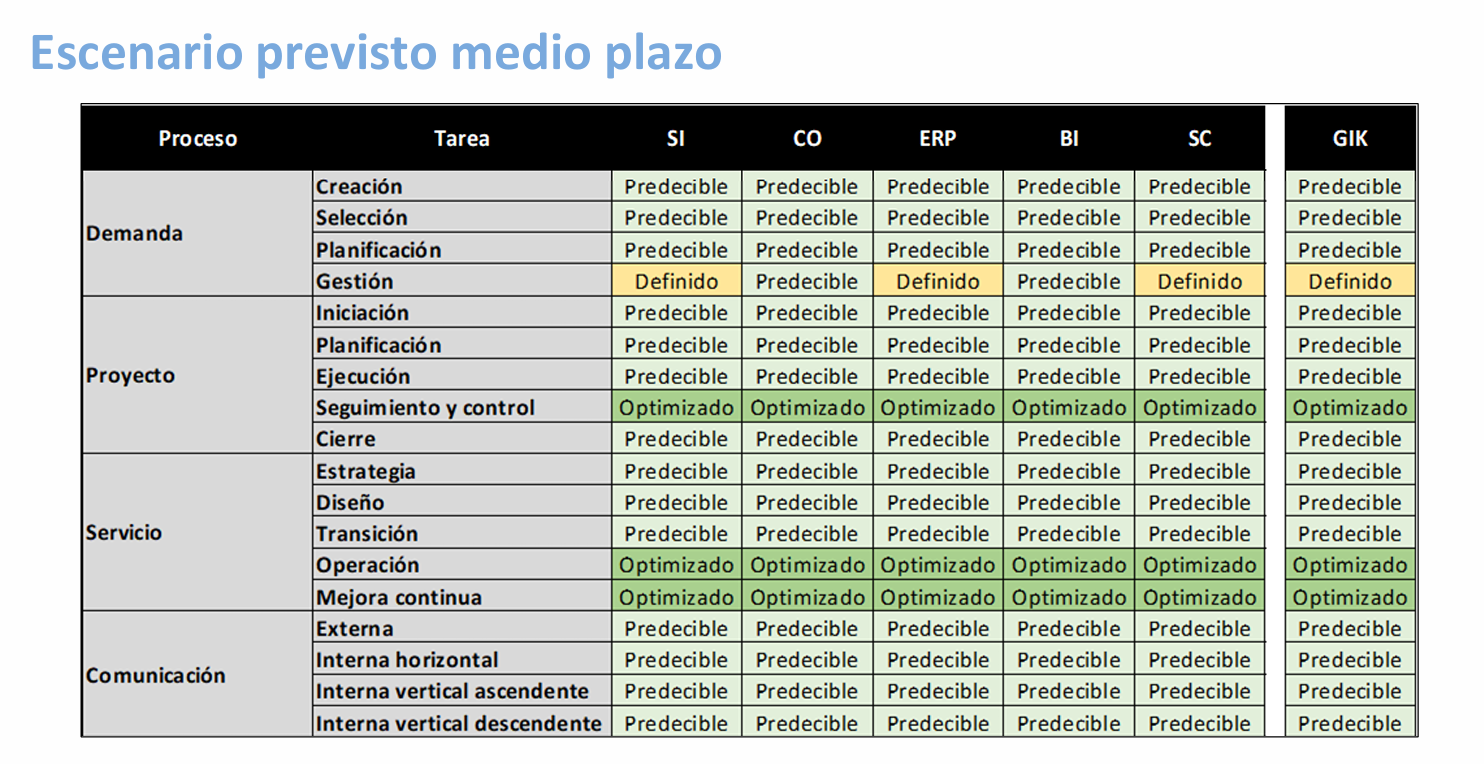 Escenario previsto medio plazo
Proceso Tarea SI CO ERP BI SC GIK
Demanda
Creación Predecible Predecible Predecible Predecible Predecible Predecible
Selección Predecible Predecible Predecible Predecible Predecible Predecible
Planificación Predecible Predecible Predecible Predecible Predecible Predecible
Gestión Definido Predecible Definido Predecible Definido Definido
Proyecto
Iniciación Predecible Predecible Predecible Predecible Predecible Predecible
Planificación Predecible Predecible Predecible Predecible Predecible Predecible
Ejecución Predecible Predecible Predecible Predecible Predecible Predecible
Seguimiento y control Optimizado Optimizado Optimizado Optimizado Optimizado Optimizado
Cierre Predecible Predecible Predecible Predecible Predecible Predecible
Servicio
Estrategia Predecible Predecible Predecible Predecible Predecible Predecible
Diseño Predecible Predecible Predecible Predecible Predecible Predecible
Transición Predecible Predecible Predecible Predecible Predecible Predecible
Operación Optimizado Optimizado Optimizado Optimizado Optimizado Optimizado
Mejora continua Optimizado Optimizado Optimizado Optimizado Optimizado Optimizado
Comunicación
Externa Predecible Predecible Predecible Predecible Predecible Predecible
Interna horizontal Predecible Predecible Predecible Predecible Predecible Predecible
Interna vertical ascendente Predecible Predecible Predecible Predecible Predecible Predecible
Interna vertical descendente Predecible Predecible Predecible Predecible Predecible Predecible